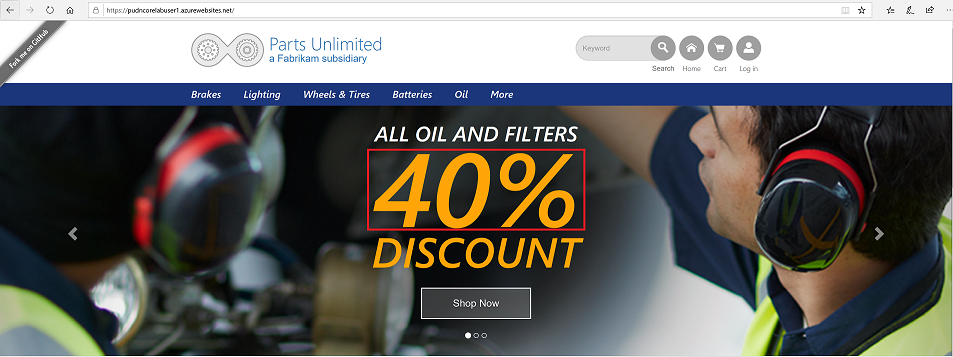 https://pudncorelabuser1.azurewebsites.net/
Fork me on GitHub
Parts Unlimited
a Fabrikam subsidiary
Keyword
Search Home Cart Log in
Brakes Lighting Wheels & Tires Batteries Oil More
ALL OIL AND FILTERS
40%
DISCOUNT
Shop Now